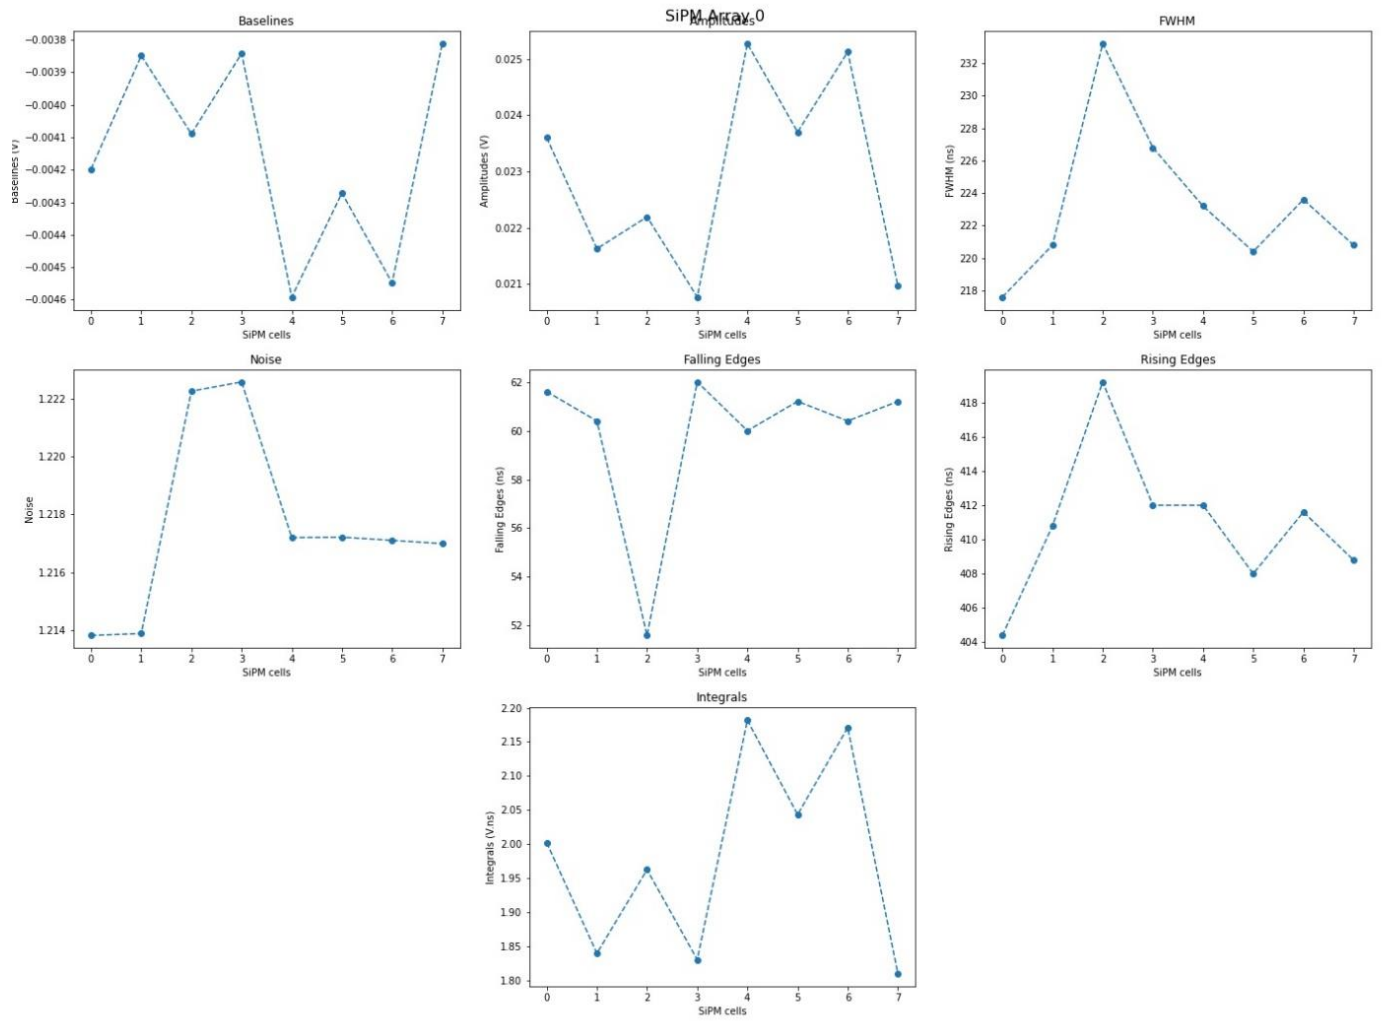 SiPM Array 0
Baselines
Baselines (V)
−0.0038
−0.0039
−0.0040
−0.0041
−0.0042
−0.0043
−0.0044
−0.0045
−0.0046
0 1 2 3 4 5 6 7
SiPM cells
Amplitudes
Amplitudes (V)
0.025
0.024
0.023
0.022
0.021
0 1 2 3 4 5 6 7
SiPM cells
FWHM
FWHM (ns)
232
230
228
226
224
222
220
218
0 1 2 3 4 5 6 7
SiPM cells
Noise
Noise
1.222
1.220
1.218
1.216
1.214
0 1 2 3 4 5 6 7
SiPM cells
Falling Edges
Falling Edges (ns)
62
60
58
56
54
52
0 1 2 3 4 5 6 7
SiPM cells
Rising Edges
Rising Edges (ns)
418
416
414
412
410
408
406
404
0 1 2 3 4 5 6 7
SiPM cells
Integrals
Integrals (V.ns)
2.20
2.15
2.10
2.05
2.00
1.95
1.90
1.85
1.80
0 1 2 3 4 5 6 7
SiPM cells